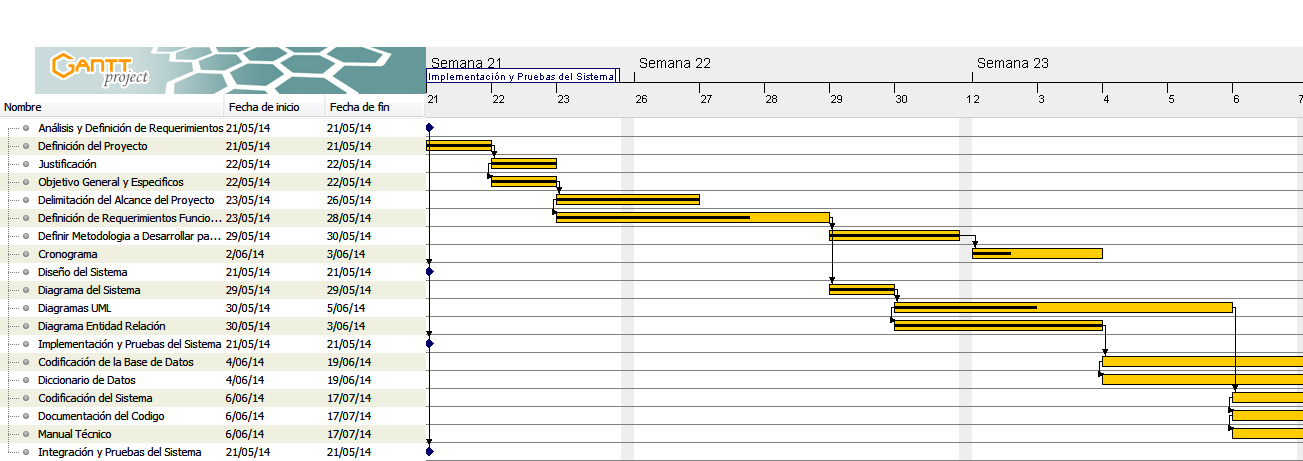 GANTT
project
Semana 21
Semana 22
Semana 23
Implementación y Pruebas del Sistema
21 22 23 26 27 28 29 30 1 2 3 4 5 6 7
Nombre Fecha de inicio Fecha de fin
Análisis y Definición de Requerimientos 21/05/14 21/05/14
Definición del Proyecto 21/05/14 21/05/14
Justificación 22/05/14 22/05/14
Objetivo General y Especificos 22/05/14 22/05/14
Delimitación del Alcance del Proyecto 23/05/14 26/05/14
Definición de Requerimientos Funcio... 23/05/14 28/05/14
Definir Metodologia a Desarrollar pa... 29/05/14 30/05/14
Cronograma 2/06/14 3/06/14
Diseño del Sistema 21/05/14 21/05/14
Diagrama del Sistema 29/05/14 29/05/14
Diagramas UML 30/05/14 5/06/14
Diagrama Entidad Relación 30/05/14 3/06/14
Implementación y Pruebas del Sistema 21/05/14 21/05/14
Codificación de la Base de Datos 4/06/14 19/06/14
Diccionario de Datos 4/06/14 19/06/14
Codificación del Sistema 6/06/14 17/07/14
Documentación del Codigo 6/06/14 17/07/14
Manual Técnico 6/06/14 17/07/14
Integración y Pruebas del Sistema 21/05/14 21/05/14